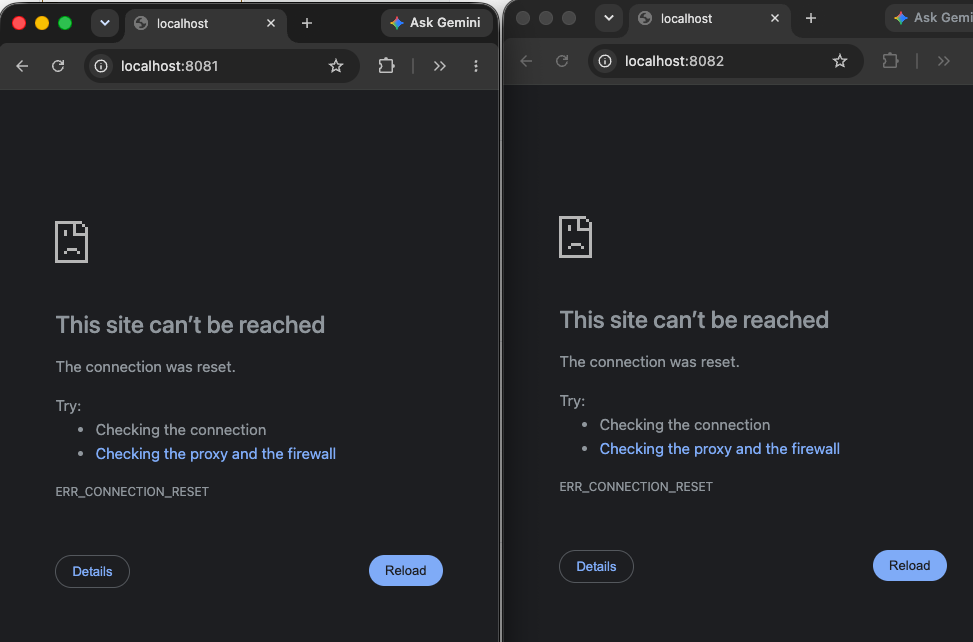 localhost
Ask Gemini
localhost:8081
This site can’t be reached
The connection was reset.
Try:
Checking the connection
Checking the proxy and the firewall
ERR_CONNECTION_RESET
Details
Reload
localhost
Ask Gemi
localhost:8082
This site can’t be reached
The connection was reset.
Try:
Checking the connection
Checking the proxy and the firewall
ERR_CONNECTION_RESET
Details
Reload